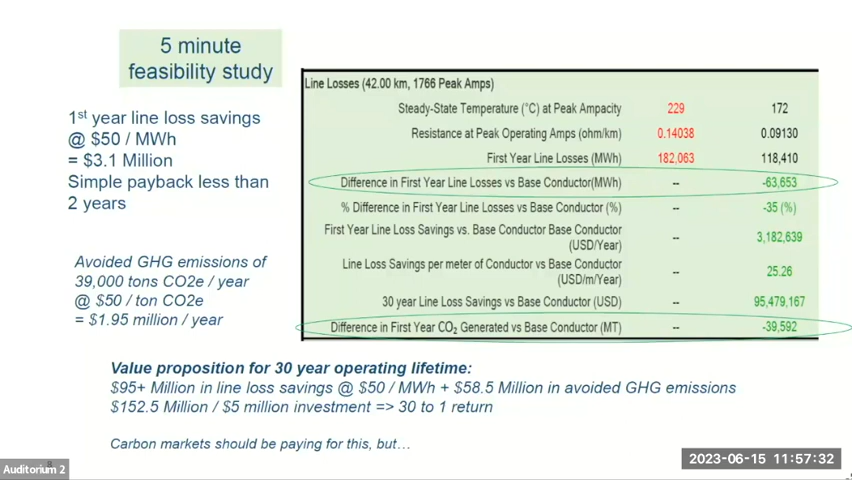 5 minute
feasibility study
1st year line loss savings
@ $50 / MWh
= $3.1 Million
Simple payback less than
2 years
Avoided GHG emissions of
39,000 tons CO2e / year
@ $50 / ton CO2e
= $1.95 million / year
Line Losses (42.00 km, 1766 Peak Amps)
Steady-State Temperature (°C) at Peak Ampacity 229 172
Resistance at Peak Operating Amps (ohm/km) 0.14038 0.09130
First Year Line Losses (MWh) 182,063 118,410
Difference in First Year Line Losses vs Base Conductor(MWh) -- -63,653
% Difference in First Year Line Losses vs Base Conductor (%) -- -35 (%)
First Year Line Loss Savings vs. Base Conductor Base Conductor
(USD/Year) -- 3,182,639
Line Loss Savings per meter of Conductor vs Base Conductor
(USD/m/Year) -- 25.26
30 year Line Loss Savings vs Base Conductor (USD) -- 95,479,167
Difference in First Year CO2 Generated vs Base Conductor (MT) -- -39,592
Value proposition for 30 year operating lifetime:
$95+ Million in line loss savings @ $50 / MWh + $58.5 Million in avoided GHG emissions
$152.5 Million / $5 million investment => 30 to 1 return
Carbon markets should be paying for this, but…
Auditorium 2
2023-06-15 11:57:32